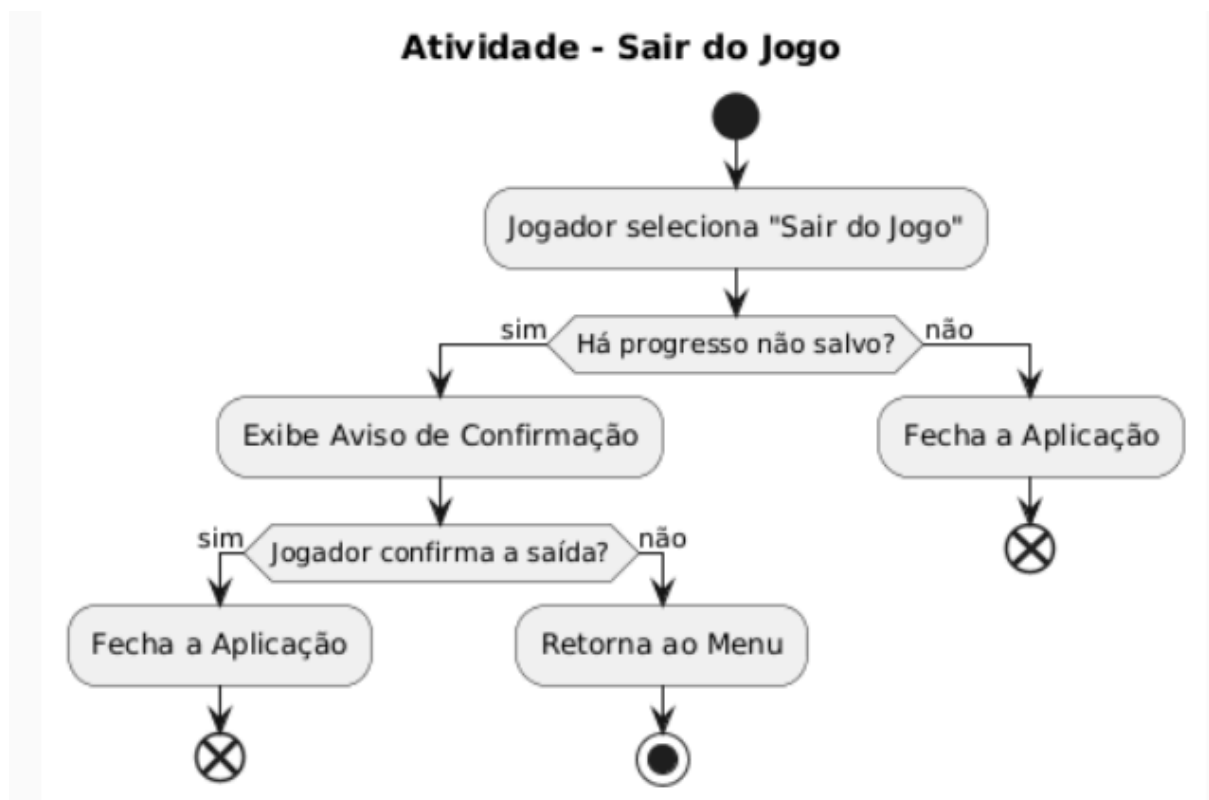 Atividade - Sair do Jogo
Jogador seleciona "Sair do Jogo"
sim
Há progresso não salvo?
não
Exibe Aviso de Confirmação
Fecha a Aplicação
sim
Jogador confirma a saída?
não
Fecha a Aplicação
Retorna ao Menu